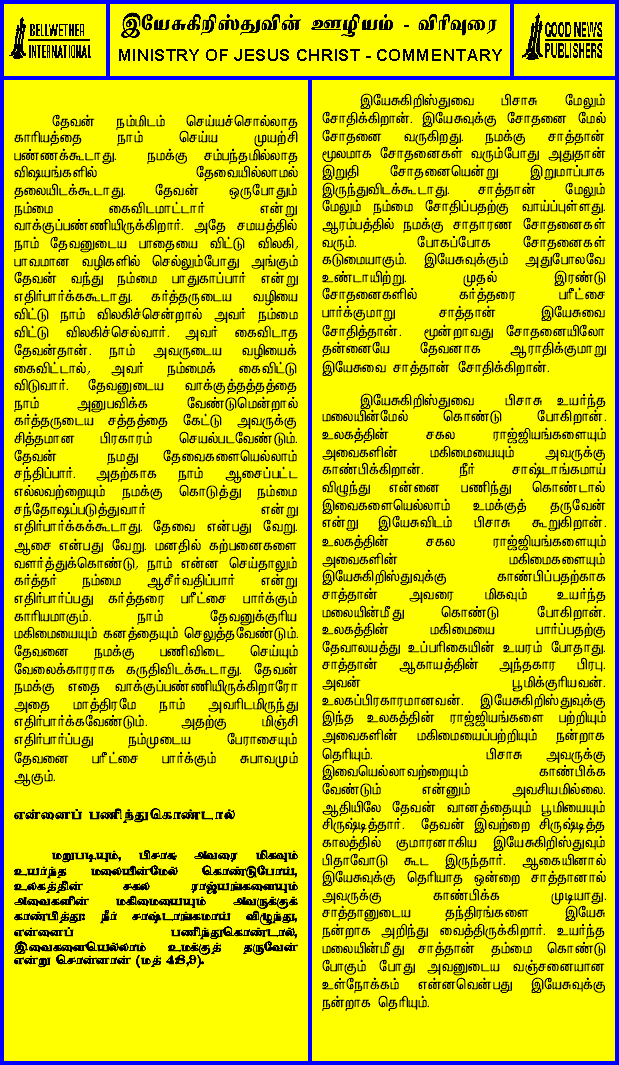 BELLWETHER
INTERNATIONAL
இயேசுகிறிஸ்துவின் ஊழியம் - விரிவுரை
MINISTRY OF JESUS CHRIST - COMMENTARY
GOOD NEWS
PUBLISHERS
தேவன் நம்மிடம் செய்யச்சொல்லாத
காரியத்தை நாம் செய்ய முயற்சி
பண்ணக்கூடாது. நமக்கு சம்பந்தமில்லாத
விஷயங்களில் தேவையில்லாமல்
தலையிடக்கூடாது. தேவன் ஒருபோதும்
நம்மை கைவிடமாட்டார் என்று
வாக்குப்பண்ணியிருக்கிறார். அதே சமயத்தில்
நாம் தேவனுடைய பாதையை விட்டு விலகி,
பாவமான வழிகளில் செல்லும்போது அங்கும்
தேவன் வந்து நம்மை பாதுகாப்பார் என்று
எதிர்பார்க்ககூடாது. கர்த்தருடைய வழியை
விட்டு நாம் விலகிச்சென்றால் அவர் நம்மை
விட்டு விலகிச்செல்வார். அவர் கைவிடாத
தேவன்தான். நாம் அவருடைய வழியைக்
கைவிட்டால், அவர் நம்மைக் கைவிட்டு
விடுவார். தேவனுடைய வாக்குத்தத்தத்தை
நாம் அனுபவிக்க வேண்டுமென்றால்
கர்த்தருடைய சத்தத்தை கேட்டு அவருக்கு
சித்தமான பிரகாரம் செயல்படவேண்டும்.
தேவன் நமது தேவைகளையெல்லாம்
சந்திப்பார். அதற்காக நாம் ஆசைப்பட்ட
எல்லவற்றையும் நமக்கு கொடுத்து நம்மை
சந்தோஷப்படுத்துவார் என்று
எதிர்பார்க்கக்கூடாது. தேவை என்பது வேறு.
ஆசை என்பது வேறு. மனதில் கற்பனைகளை
வளர்த்துக்கொண்டு, நாம் என்ன செய்தாலும்
கர்த்தர் நம்மை ஆசீர்வதிப்பார் என்று
எதிர்பார்ப்பது கர்த்தரை பரீட்சை பார்க்கும்
காரியமாகும். நாம் தேவனுக்குரிய
மகிமையையும் கனத்தையும் செலுத்தவேண்டும்.
தேவனை நமக்கு பணிவிடை செய்யும்
வேலைக்காரராக கருதிவிடக்கூடாது. தேவன்
நமக்கு எதை வாக்குப்பண்ணியிருக்கிறாரோ
அதை மாத்திரமே நாம் அவரிடமிருந்து
எதிர்பார்க்கவேண்டும். அதற்கு மிஞ்சி
எதிர்பார்ப்பது நம்முடைய பேராசையும்
தேவனை பரீட்சை பார்க்கும் சுபாவமும்
ஆகும்.
என்னைப் பணிந்துகொண்டால்
மறுபடியும், பிசாசு அவரை மிகவும்
உயர்ந்த மலையின்மேல் கொண்டுபோய்,
உலகத்தின் சகல ராஜ்யங்களையும்
அவைகளின் மகிமையையும் அவருக்குக்
காண்பித்து: நீர் சாஷ்டாங்கமாய் விழுந்து,
என்னைப் பணிந்துகொண்டால்,
இவைகளையெல்லாம் உமக்குத் தருவேன்
என்று சொன்னான் (மத் 4:8,9).
இயேசுகிறிஸ்துவை பிசாசு மேலும்
சோதிக்கிறான். இயேசுவுக்கு சோதனை மேல்
சோதனை வருகிறது. நமக்கு சாத்தான்
மூலமாக சோதனைகள் வரும்போது அதுதான்
இறுதி சோதனையென்று இறுமாப்பாக
இருந்துவிடக்கூடாது. சாத்தான் மேலும்
மேலும் நம்மை சோதிப்பதற்கு வாய்ப்புள்ளது.
ஆரம்பத்தில் நமக்கு சாதாரண சோதனைகள்
வரும். போகப்போக சோதனைகள்
கடுமையாகும். இயேசுவுக்கும் அதுபோலவே
உண்டாயிற்று. முதல் இரண்டு
சோதனைகளில் கர்த்தரை பரீட்சை
பார்க்குமாறு சாத்தான் இயேசுவை
சோதித்தான். மூன்றாவது சோதனையிலோ
தன்னையே தேவனாக ஆராதிக்குமாறு
இயேசுவை சாத்தான் சோதிக்கிறான்.
இயேசுகிறிஸ்துவை பிசாசு உயர்ந்த
மலையின்மேல் கொண்டு போகிறான்.
உலகத்தின் சகல ராஜ்ஜியங்களையும்
அவைகளின் மகிமையையும் அவருக்கு
காண்பிக்கிறான். நீர் சாஷ்டாங்கமாய்
விழுந்து என்னை பணிந்து கொண்டால்
இவைகளையெல்லாம் உமக்குத் தருவேன்
என்று இயேசுவிடம் பிசாசு கூறுகிறான்.
உலகத்தின் சகல ராஜ்ஜியங்களையும்
அவைகளின் மகிமைகளையும்
இயேசுகிறிஸ்துவுக்கு காண்பிப்பதற்காக
சாத்தான் அவரை மிகவும் உயர்ந்த
மலையின்மீது கொண்டு போகிறான்.
உலகத்தின் மகிமையை பார்ப்பதற்கு
தேவாலயத்து உப்பரிகையின் உயரம் போதாது.
சாத்தான் ஆகாயத்தின் அந்தகார பிரபு.
அவன் பூமிக்குரியவன்.
உலகப்பிரகாரமானவன். இயேசுகிறிஸ்துவுக்கு
இந்த உலகத்தின் ராஜ்ஜியங்களை பற்றியும்
அவைகளின் மகிமையைப்பற்றியும் நன்றாக
தெரியும். பிசாசு அவருக்கு
இவையெல்லாவற்றையும் காண்பிக்க
வேண்டும் என்னும் அவசியமில்லை.
ஆதியிலே தேவன் வானத்தையும் பூமியையும்
சிருஷ்டித்தார். தேவன் இவற்றை சிருஷ்டித்த
காலத்தில் குமாரனாகிய இயேசுகிறிஸ்துவும்
பிதாவோடு கூட இருந்தார். ஆகையினால்
இயேசுவுக்கு தெரியாத ஒன்றை சாத்தானால்
அவருக்கு காண்பிக்க முடியாது.
சாத்தானுடைய தந்திரங்களை இயேசு
நன்றாக அறிந்து வைத்திருக்கிறார். உயர்ந்த
மலையின்மீது சாத்தான் தம்மை கொண்டு
போகும் போது அவனுடைய வஞ்சனையான
உள்நோக்கம் என்னவென்பது இயேசுவுக்கு
நன்றாக தெரியும்.